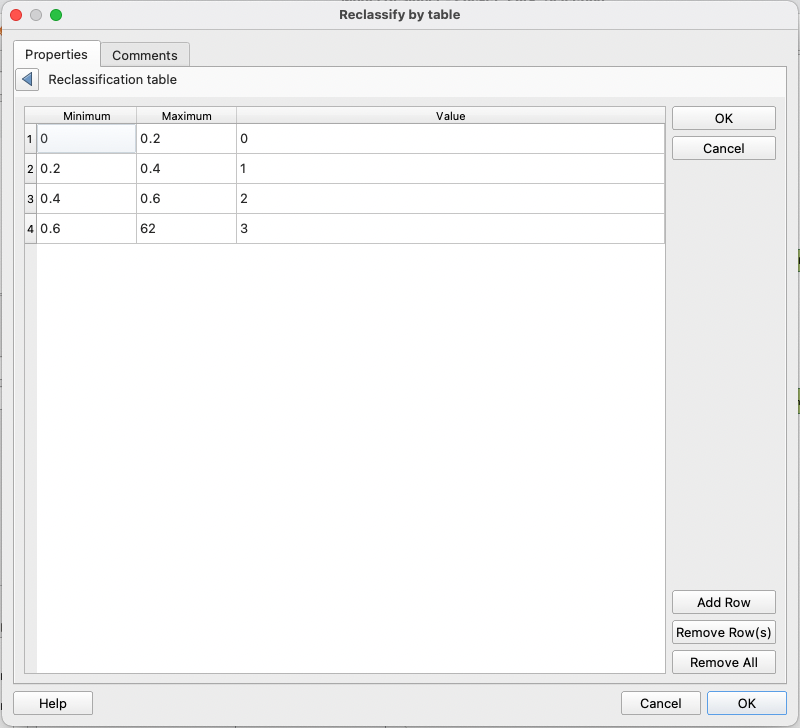 Reclassify by table
Properties
Comments
Reclassification table
Minimum Maximum Value
1 0 0.2 0
2 0.2 0.4 1
3 0.4 0.6 2
4 0.6 62 3
OK
Cancel
Add Row
Remove Row(s)
Remove All
Help
Cancel
OK